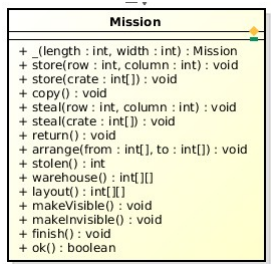 Mission
+ _(length : int, width : int) : Mission
+ store(row : int, column : int) : void
+ store(crate : int[]) : void
+ copy() : void
+ steal(row : int, column : int) : void
+ steal(crate : int[]) : void
+ return() : void
+ arrange(from : int[], to : int[]) : void
+ stolen() : int
+ warehouse() : int[][]
+ layout() : int[][]
+ makeVisible() : void
+ makeInvisible() : void
+ finish() : void
+ ok() : boolean